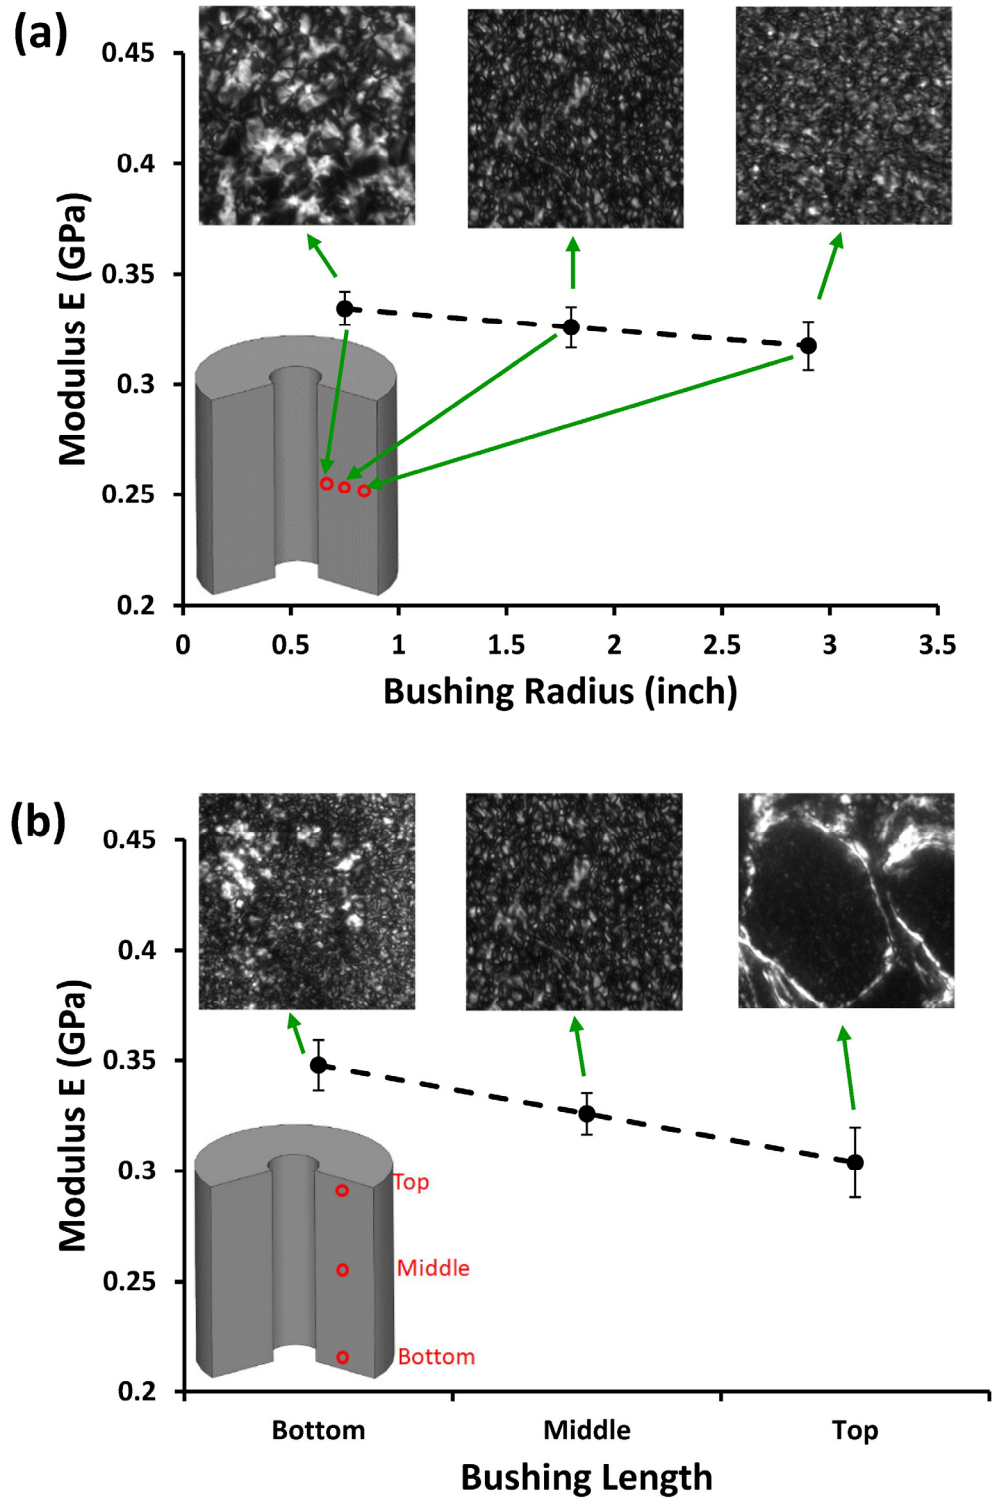 (a)
0.45
0.4
0.35
0.3
0.25
0.2
Modulus E (GPa)
0 0.5 1 1.5 2 2.5 3 3.5
Bushing Radius (inch)
(b)
0.45
0.4
0.35
0.3
0.25
0.2
Modulus E (GPa)
Top
Middle
Bottom
Bottom Middle Top
Bushing Length